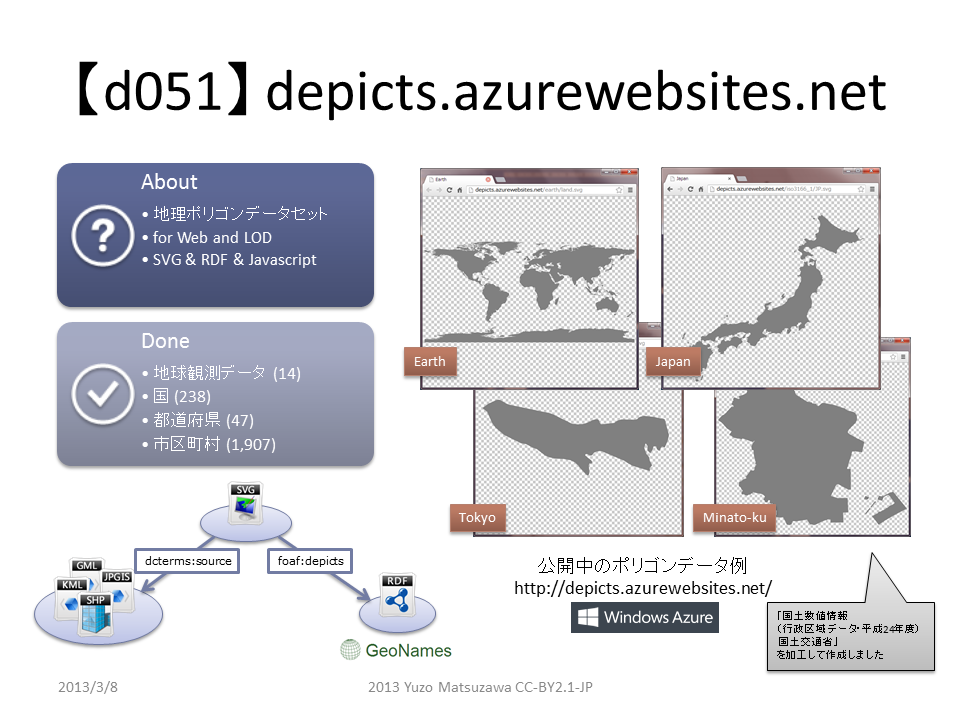 【d051】depicts.azurewebsites.net
About
• 地理ポリゴンデータセット
• for Web and LOD
• SVG & RDF & Javascript
Done
• 地球観測データ (14)
• 国 (238)
• 都道府県 (47)
• 市区町村 (1,907)
Earth
depicts.azurewebsites.net/earth/land.svg
Earth
Japan
depicts.azurewebsites.net/iso3166_1/JP.svg
Japan
Tokyo
Minato-ku
SVG
dcterms:source
foaf:depicts
GML
KML
JPGIS
SHP
RDF
GeoNames
公開中のポリゴンデータ例
http://depicts.azurewebsites.net/
Windows Azure
「国土数値情報
（行政区域データ・平成24年度）
国土交通省」
を加工して作成しました
2013/3/8
2013 Yuzo Matsuzawa CC-BY2.1-JP